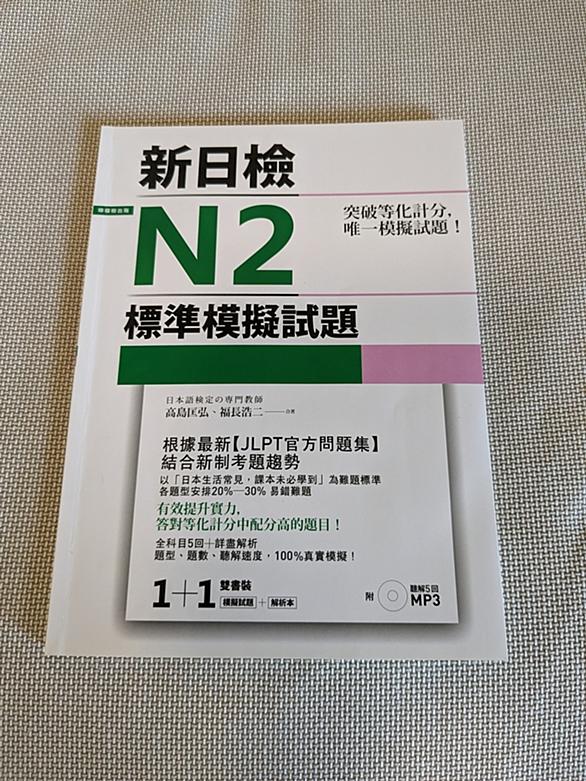 新日檢
N2
突破等化計分,
唯一模擬試題!
標準模擬試題
日本語檢定の專門教師
高島匡弘、福長浩二——合著
根據最新【JLPT官方問題集】
結合新制考題趨勢
以「日本生活常見,課本未必學到」為難題標準
各題型安排20%—30% 易錯難題
有效提升實力,
答對等化計分中配分高的題目!
全科目5回+詳盡解析
題型、題數、聽解速度,100%真實模擬!
1+1 雙書裝
模擬試題 + 解析本
附 聽解5回
MP3